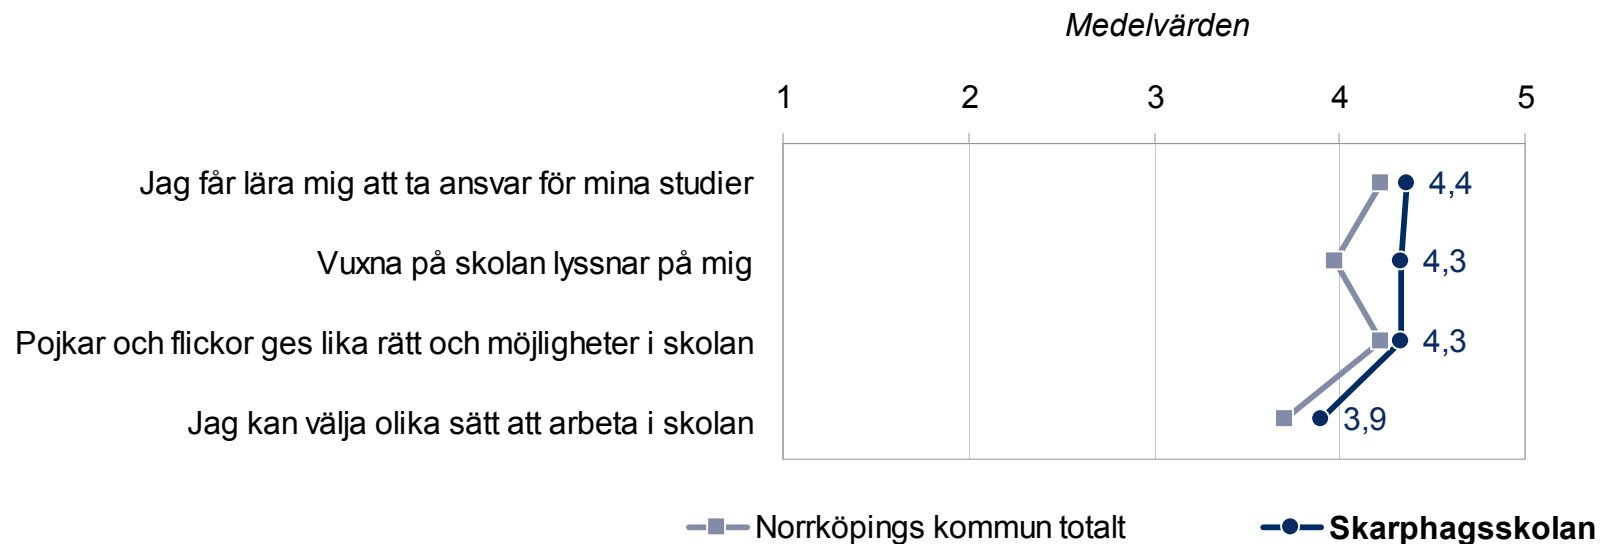 Medelvärden
1 2 3 4 5
Jag får lära mig att ta ansvar för mina studier 4,4
Vuxna på skolan lyssnar på mig 4,3
Pojkar och flickor ges lika rätt och möjligheter i skolan 4,3
Jag kan välja olika sätt att arbeta i skolan 3,9
Norrköpings kommun totalt Skarphagsskolan